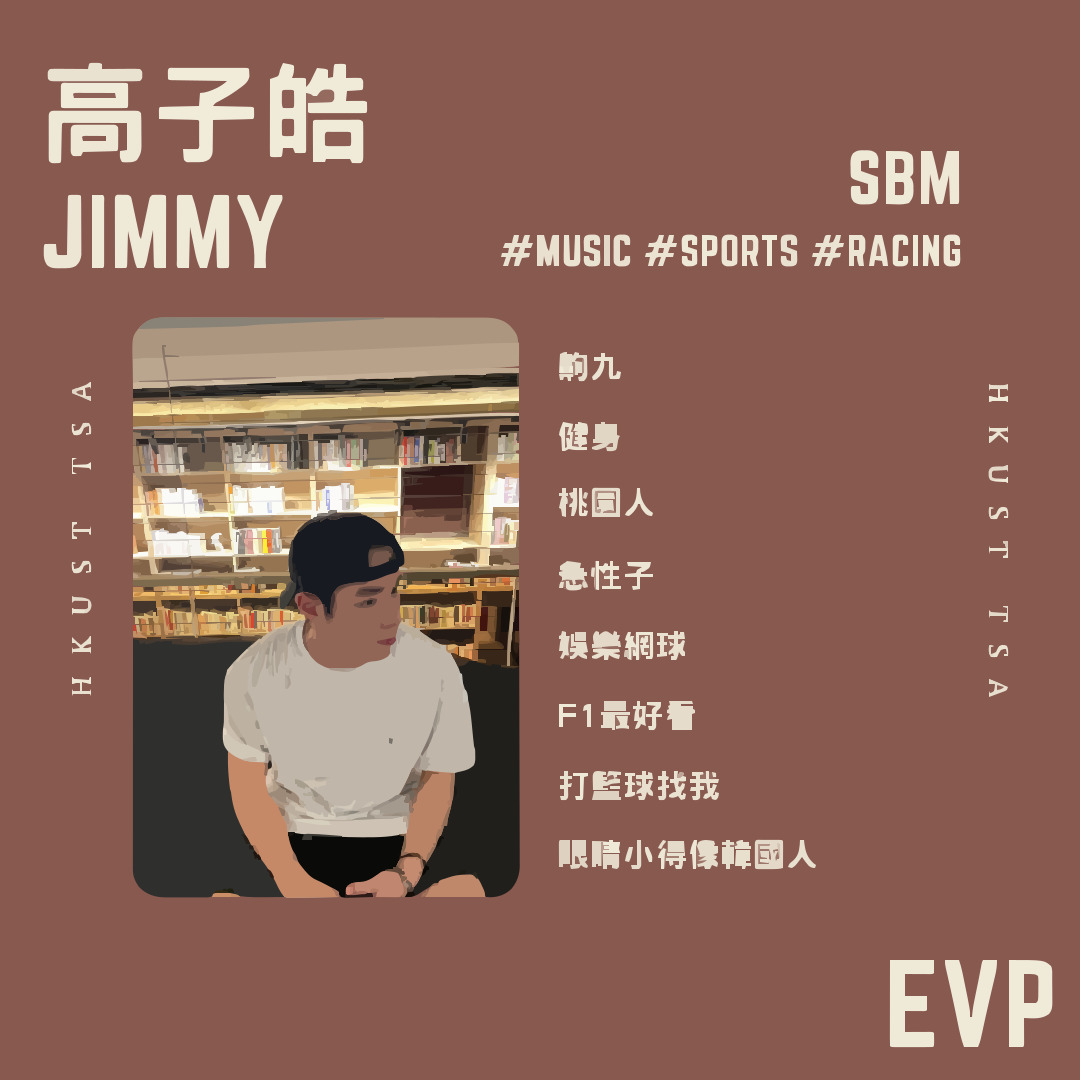 高子皓
JIMMY
SBM
#MUSIC #SPORTS #RACING
HKUST TSA
HKUST TSA
九
健身
桃園人
急性子
娛樂網球
F1最好看
打籃球找我
眼睛小得像韓國人
EVP